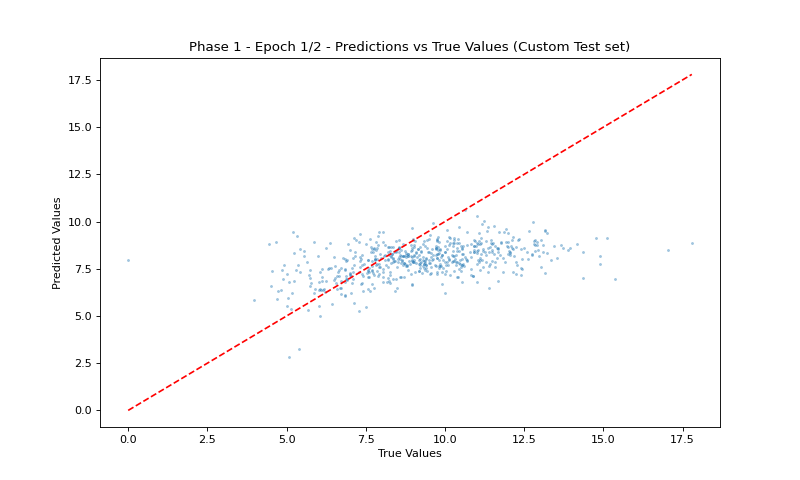 Phase 1 - Epoch 1/2 - Predictions vs True Values (Custom Test set)
Predicted Values
17.5
15.0
12.5
10.0
7.5
5.0
2.5
0.0
0.0 2.5 5.0 7.5 10.0 12.5 15.0 17.5
True Values